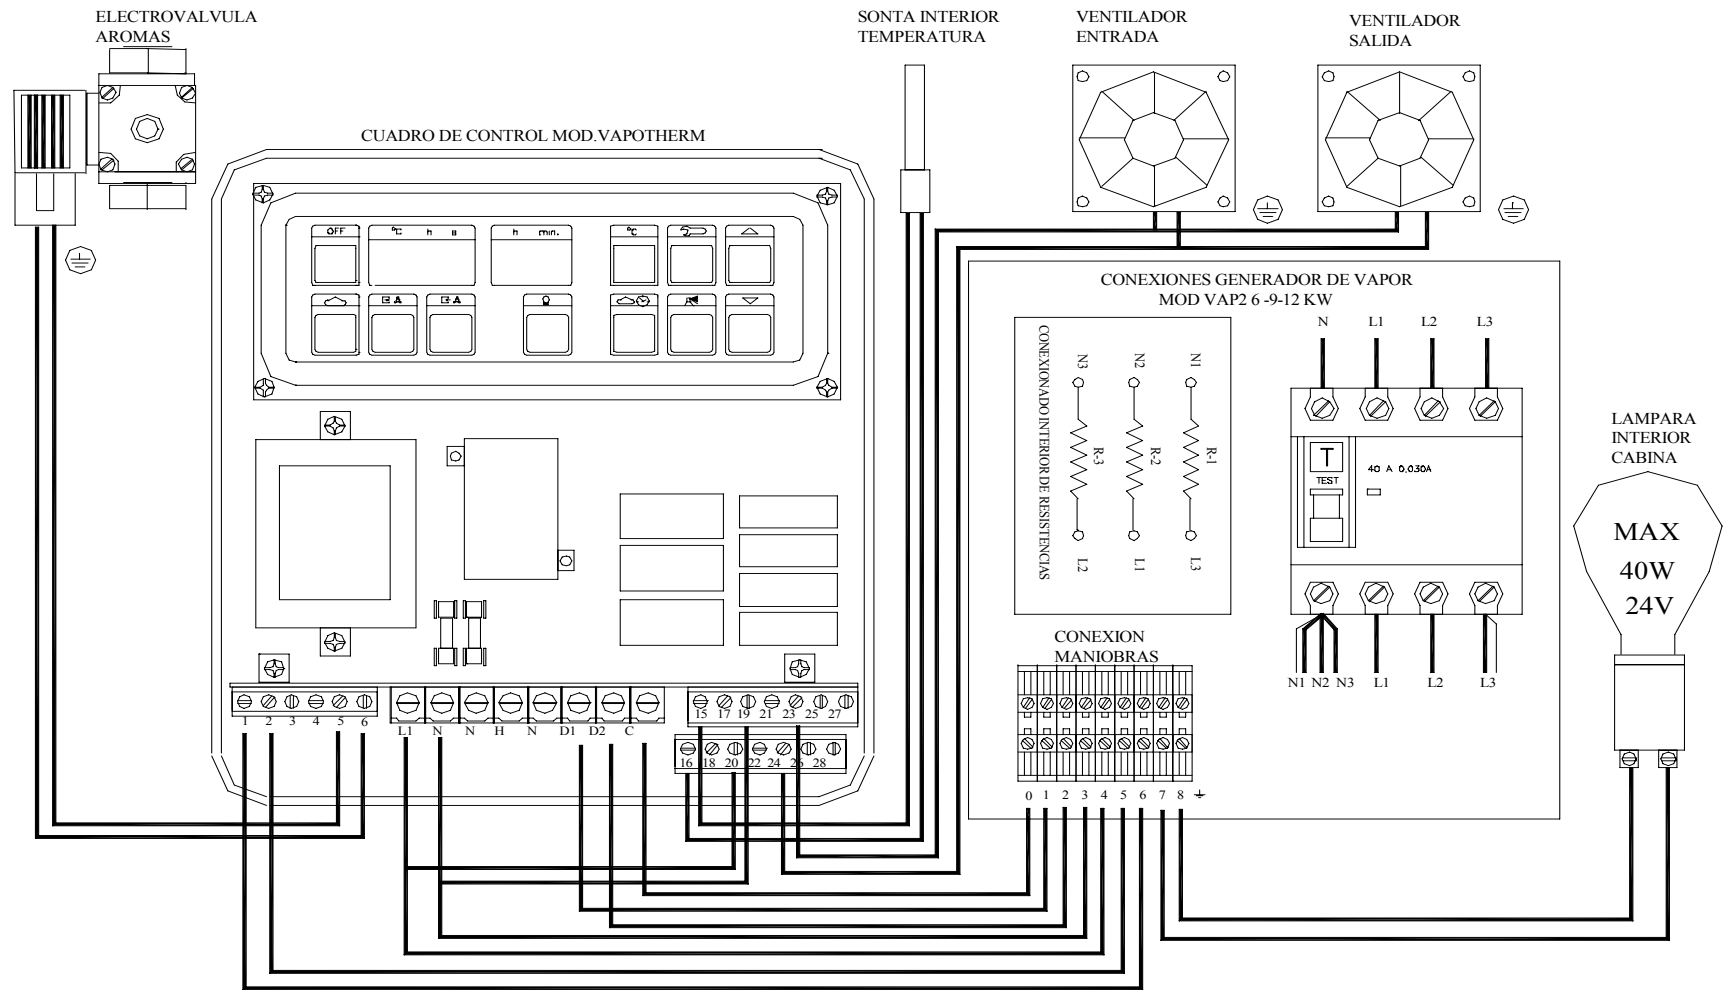 ELECTROVALVULA
AROMAS
SONTA INTERIOR
TEMPERATURA
VENTILADOR
ENTRADA
VENTILADOR
SALIDA
CUADRO DE CONTROL MOD.VAPOTHERM
OFF
°C h s
h min.
°C
A
A
CONEXIONES GENERADOR DE VAPOR
MOD VAP2 6 -9-12 KW
CONEXIONADO INTERIOR DE RESISTENCIAS
N3 N2 N1
R-3 R-2 R-1
L2 L1 L3
N L1 L2 L3
T
TEST
40 A 0,030A
N1 N2 N3 L1 L2 L3
LAMPARA
INTERIOR
CABINA
MAX
40W
24V
CONEXION
MANIOBRAS
0 1 2 3 4 5 6 7 8
1 2 3 4 5 6
L1 N N H N D1 D2 C
15 17 19 21 23 25 27
16 18 20 22 24 26 28